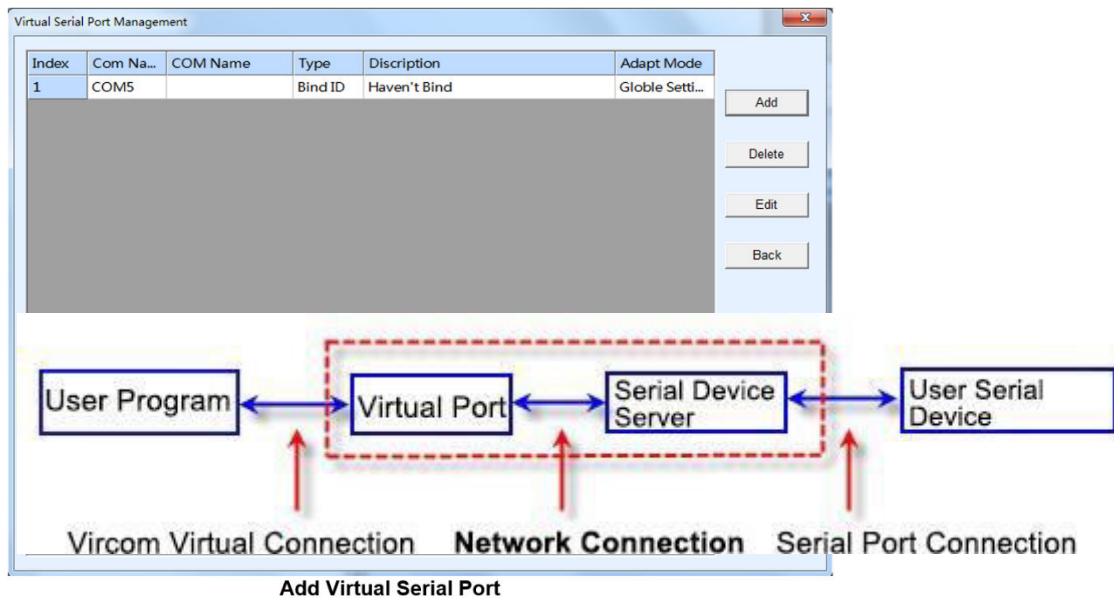 Virtual Serial Port Management
Index Com Na... COM Name Type Discription Adapt Mode
1 COM5 Bind ID Haven't Bind Globle Setti...
Add
Delete
Edit
Back
User Program
Virtual Port
Serial Device
Server
User Serial
Device
Vircom Virtual Connection Network Connection Serial Port Connection
Add Virtual Serial Port